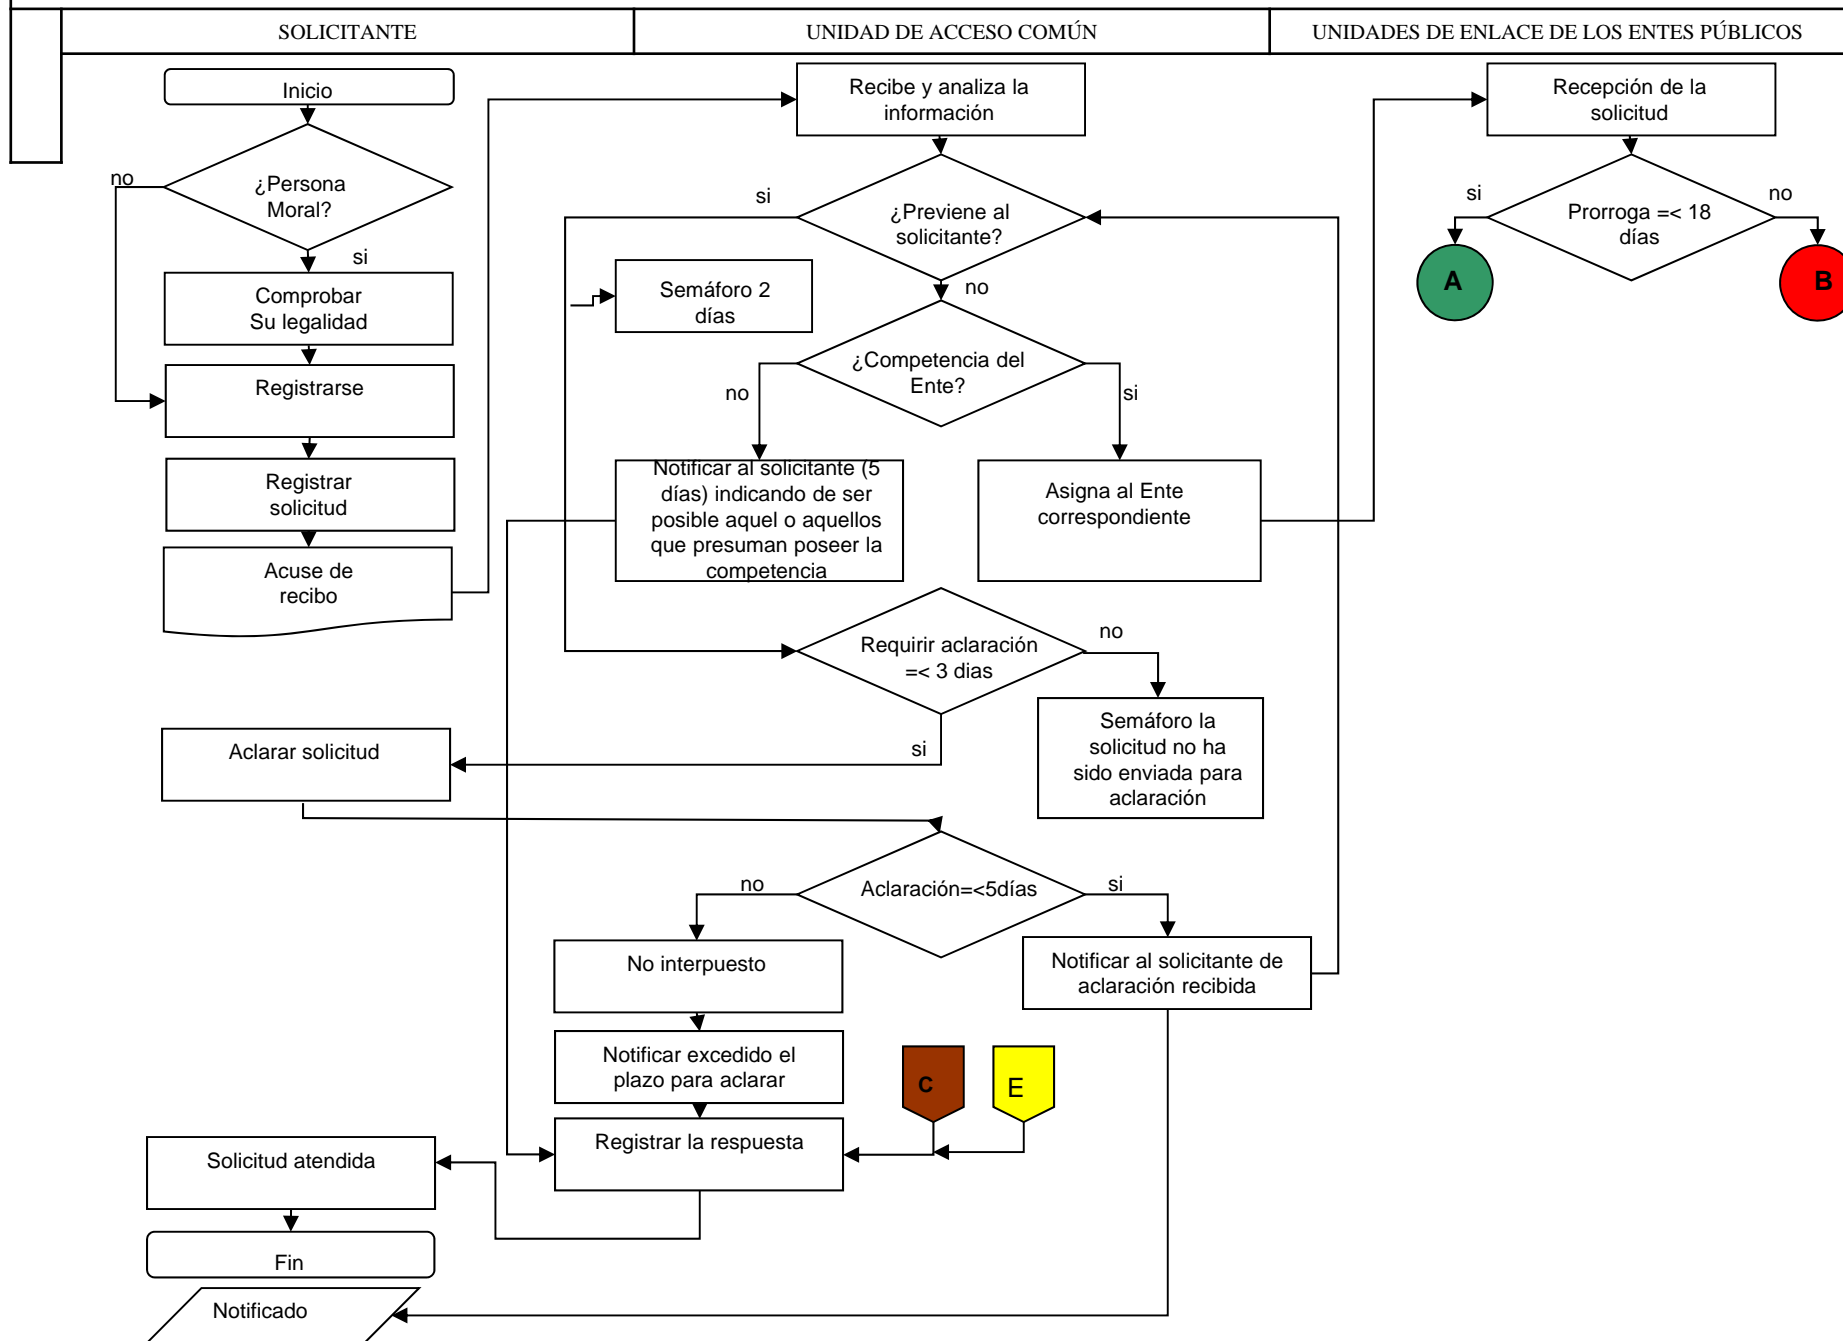 SOLICITANTE
UNIDAD DE ACCESO COMÚN
UNIDADES DE ENLACE DE LOS ENTES PÚBLICOS
Inicio
¿Persona
Moral?
no
si
Comprobar
Su legalidad
Registrarse
Registrar
solicitud
Acuse de
recibo
Recibe y analiza la
información
¿Previene al
solicitante?
si
no
Semáforo 2
días
¿Competencia del
Ente?
no
si
Notificar al solicitante (5
días) indicando de ser
posible aquel o aquellos
que presuman poseer la
competencia
Asigna al Ente
correspondiente
Recepción de la
solicitud
Prorroga =< 18
días
si
no
A
B
Requirir aclaración
=< 3 dias
no
si
Semáforo la
solicitud no ha
sido enviada para
aclaración
Aclarar solicitud
Aclaración=<5días
no
si
No interpuesto
Notificar al solicitante de
aclaración recibida
Notificar excedido el
plazo para aclarar
C
E
Registrar la respuesta
Solicitud atendida
Fin
Notificado